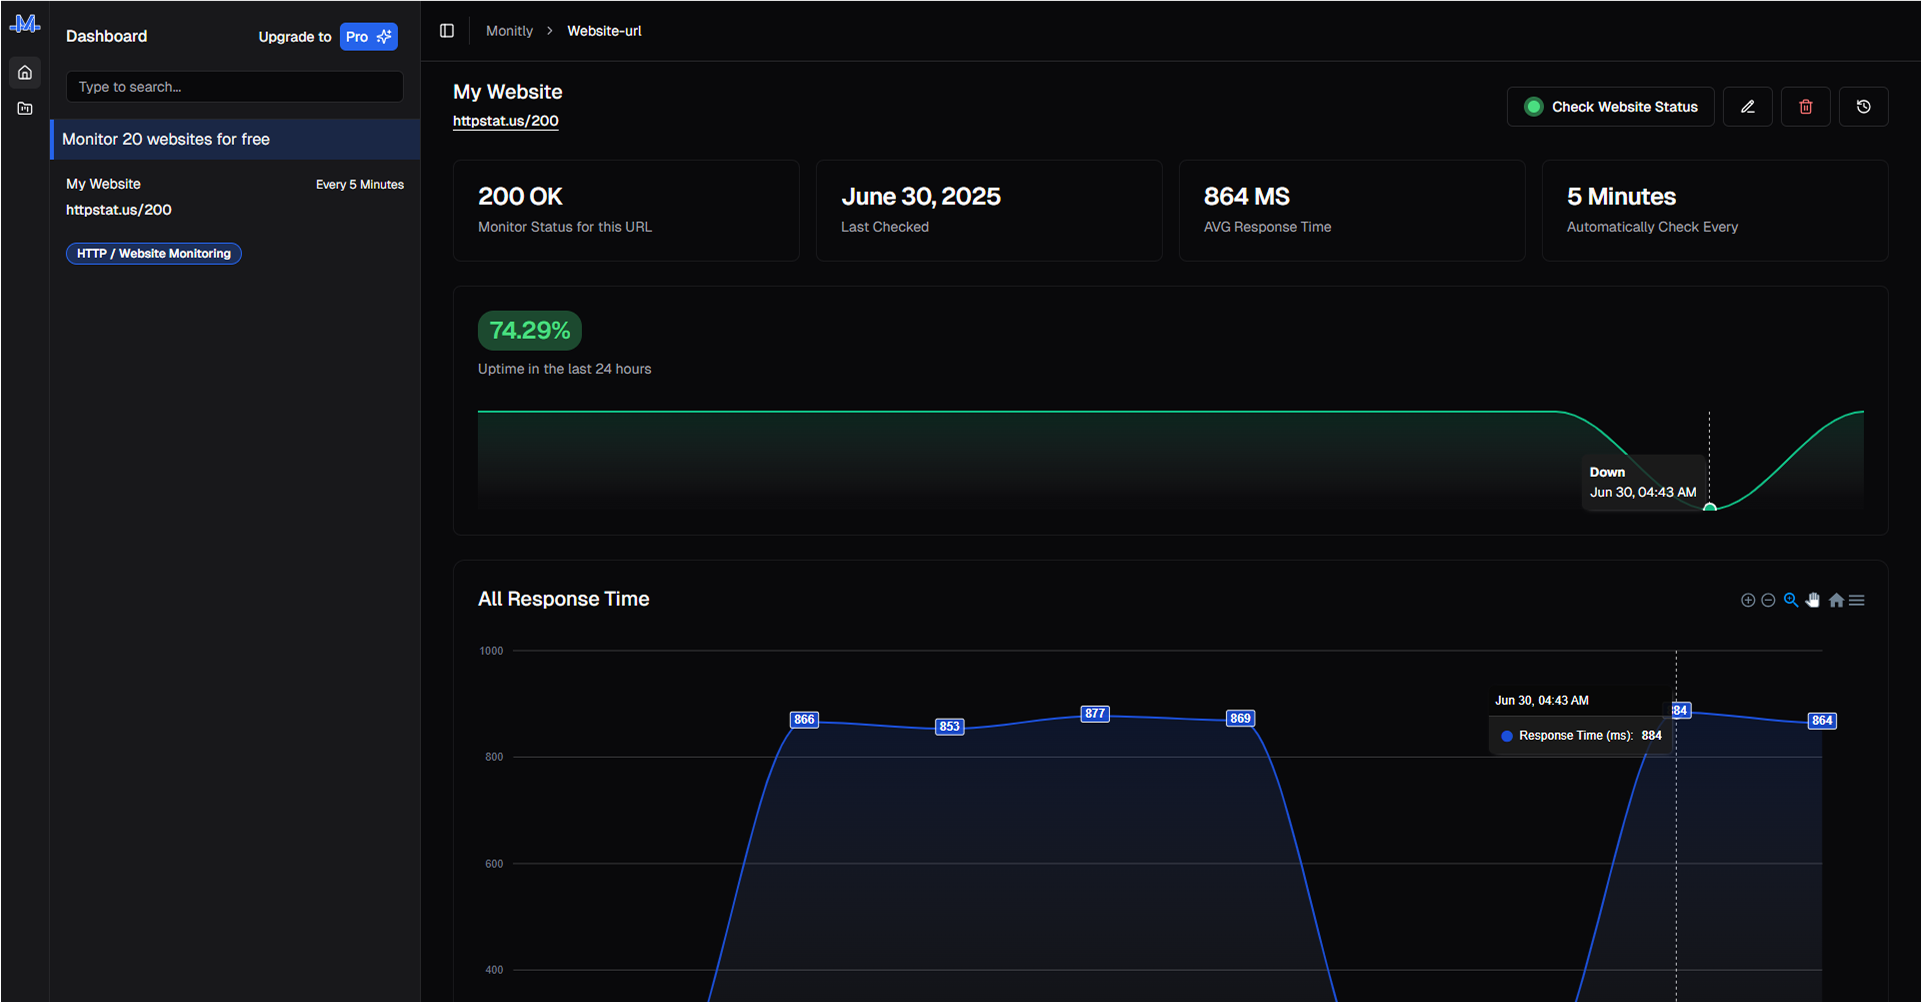 Dashboard
Upgrade to Pro
Type to search...
Monitor 20 websites for free
My Website
Every 5 Minutes
httpstat.us/200
HTTP / Website Monitoring
Monitly > Website-url
My Website
httpstat.us/200
Check Website Status
200 OK
Monitor Status for this URL
June 30, 2025
Last Checked
864 MS
AVG Response Time
5 Minutes
Automatically Check Every
74.29%
Uptime in the last 24 hours
Down
Jun 30, 04:43 AM
All Response Time
1000
800
600
400
866
853
877
869
Jun 30, 04:43 AM
Response Time (ms): 884
84
864